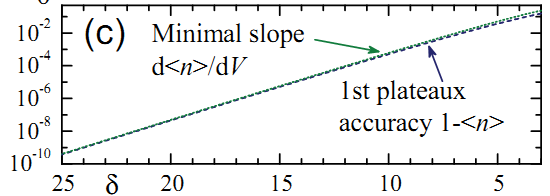 (c)
Minimal slope
d<n>/dV
1st plateaux
accuracy 1-<n>
10^-2
10^-4
10^-6
10^-8
10^-10
25 δ 20 15 10 5